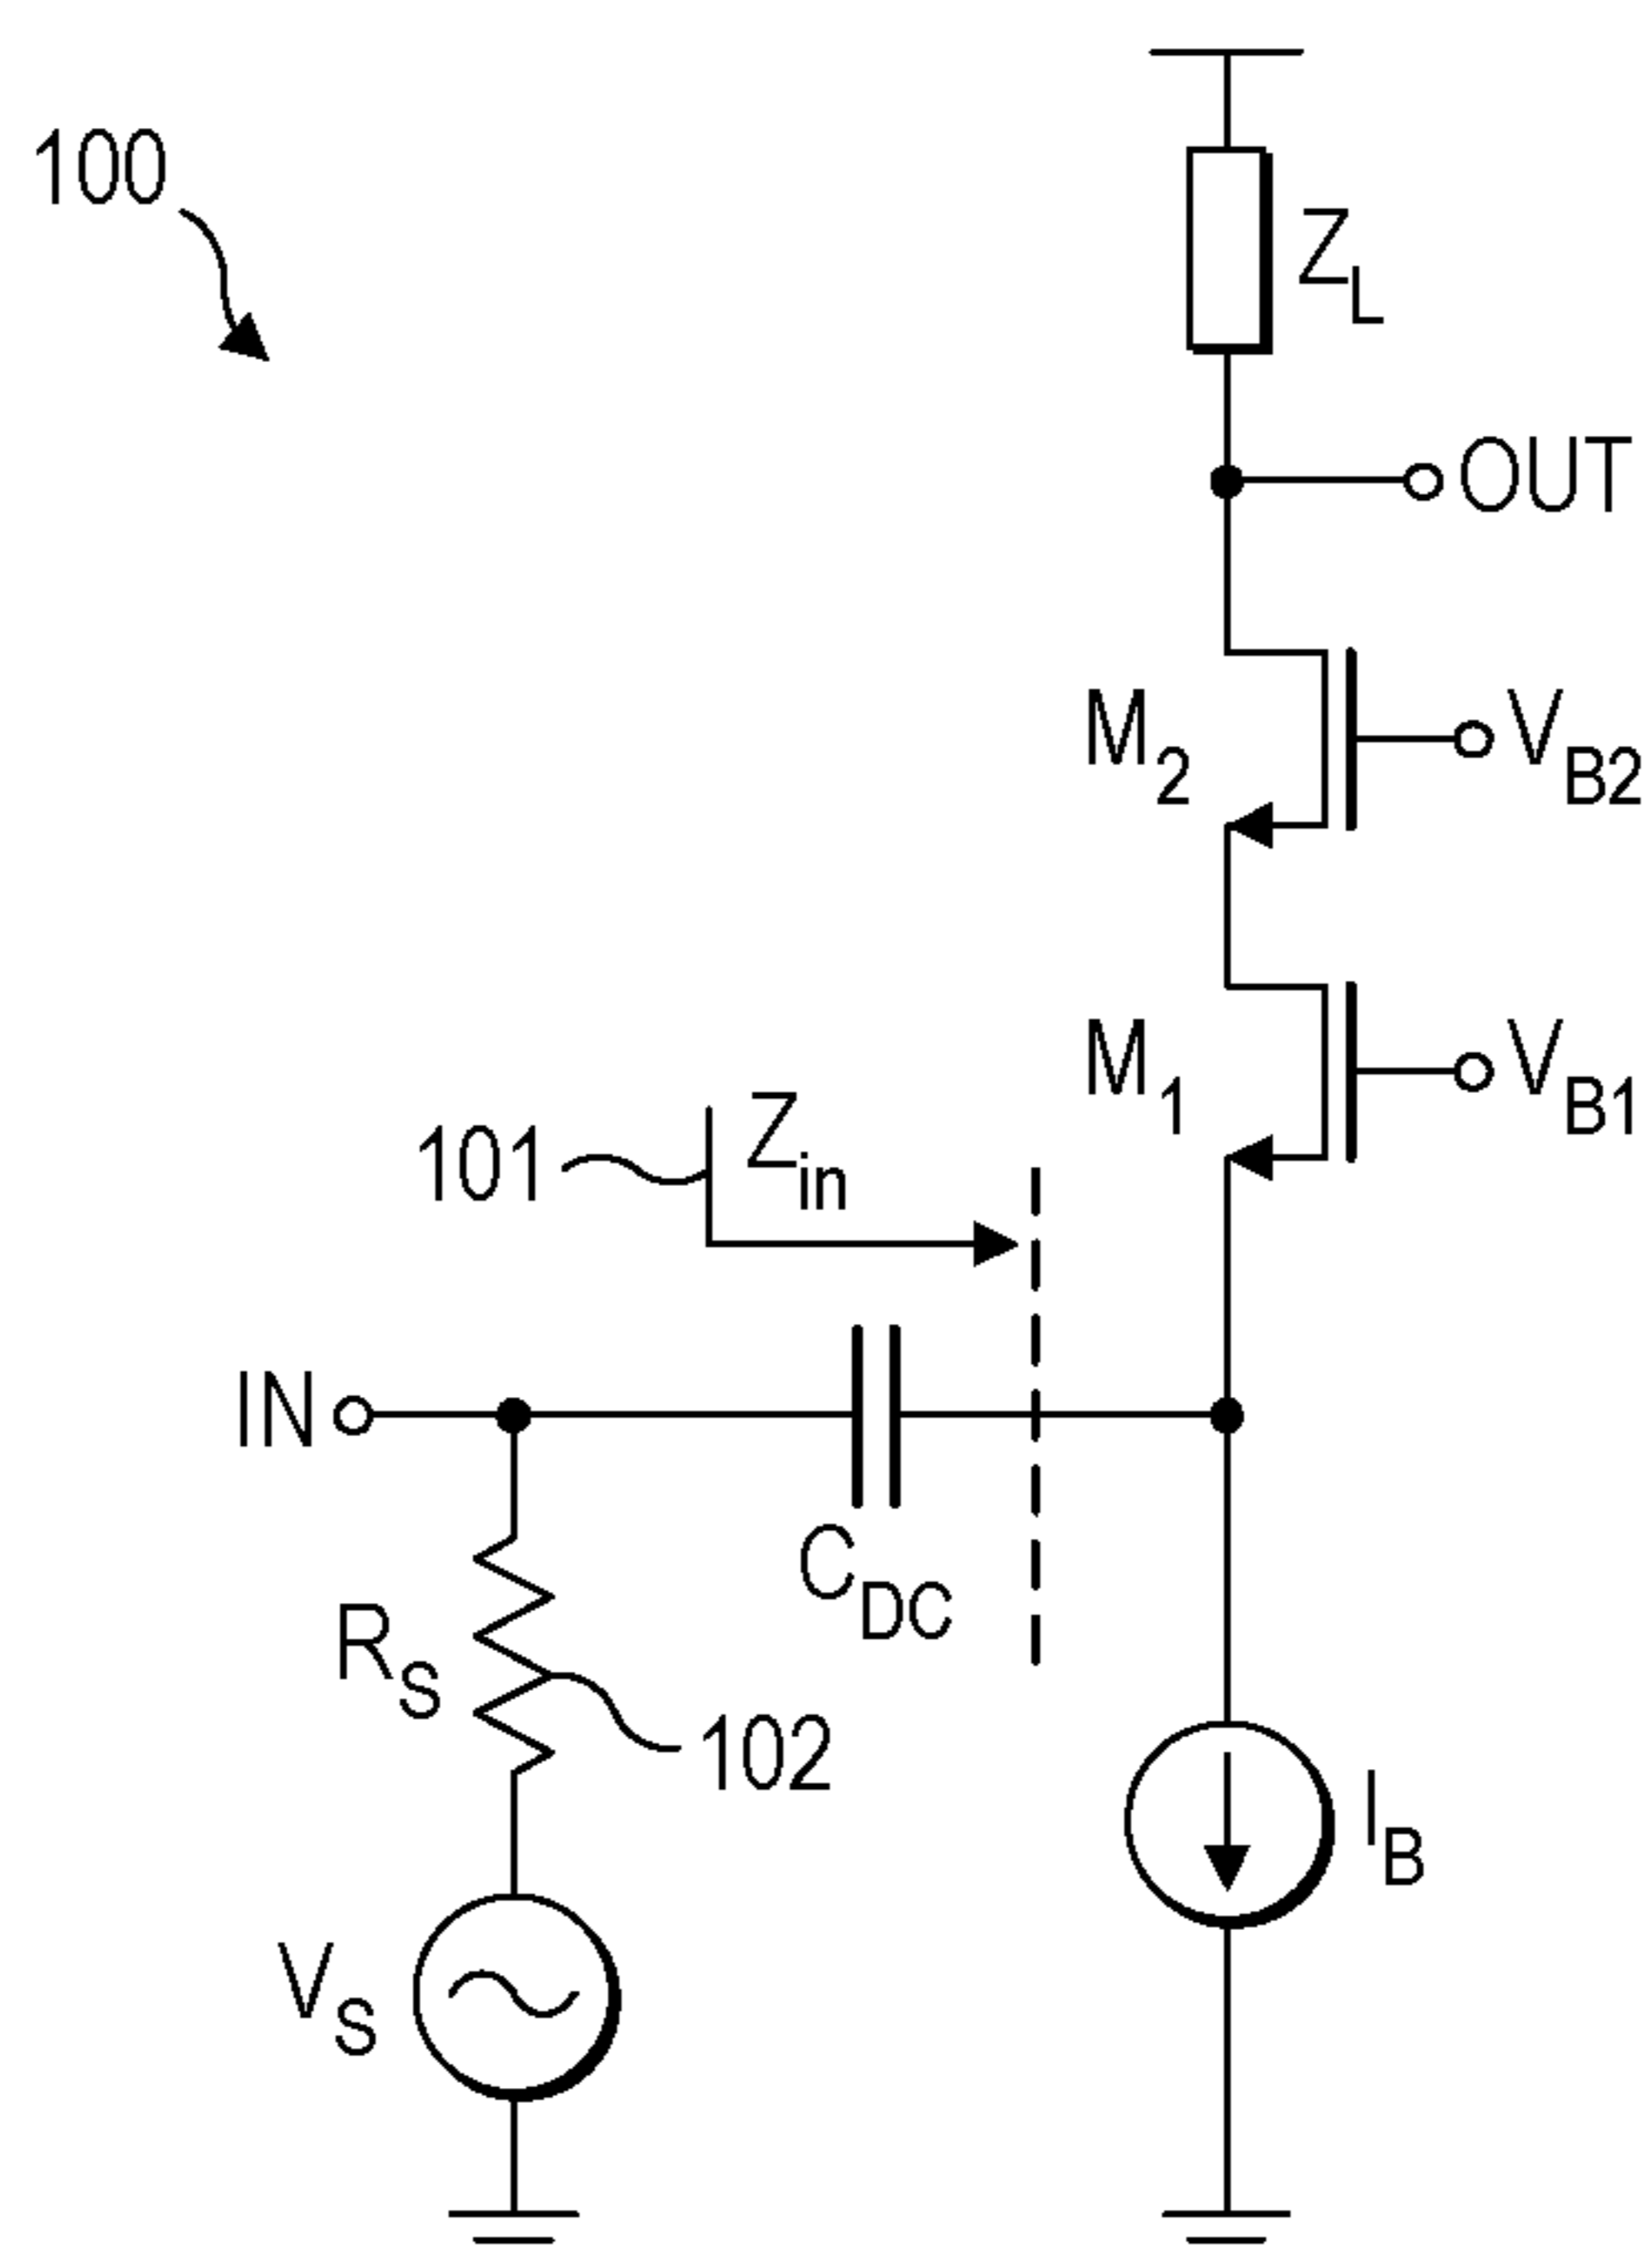 100
Z_L
OUT
M_2
V_B2
M_1
V_B1
101
Z_in
IN
C_DC
R_S
102
I_B
V_S